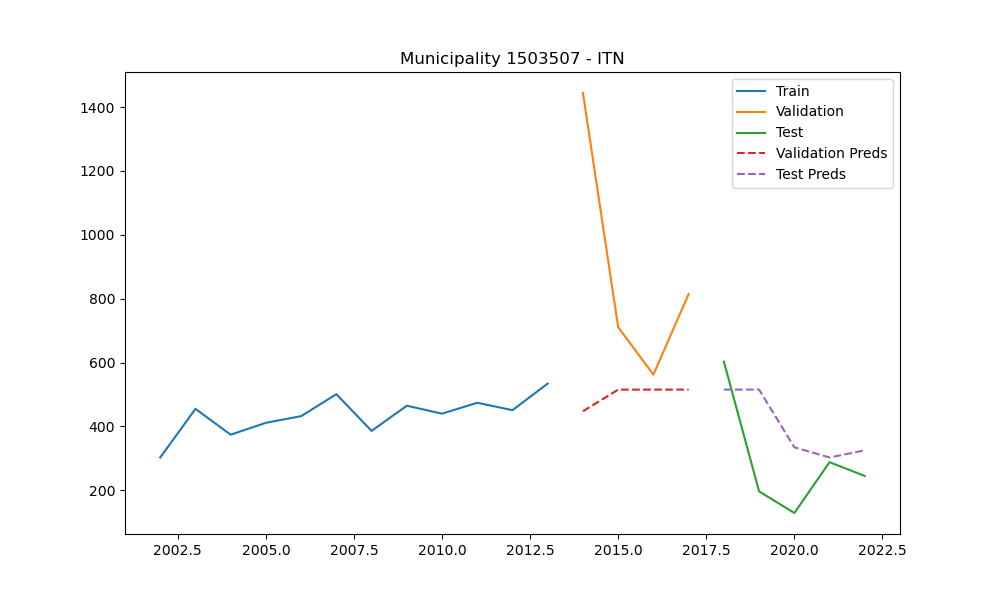 Municipality 1503507 - ITN
1400
1200
1000
800
600
400
200
Train
Validation
Test
Validation Preds
Test Preds
2002.5 2005.0 2007.5 2010.0 2012.5 2015.0 2017.5 2020.0 2022.5